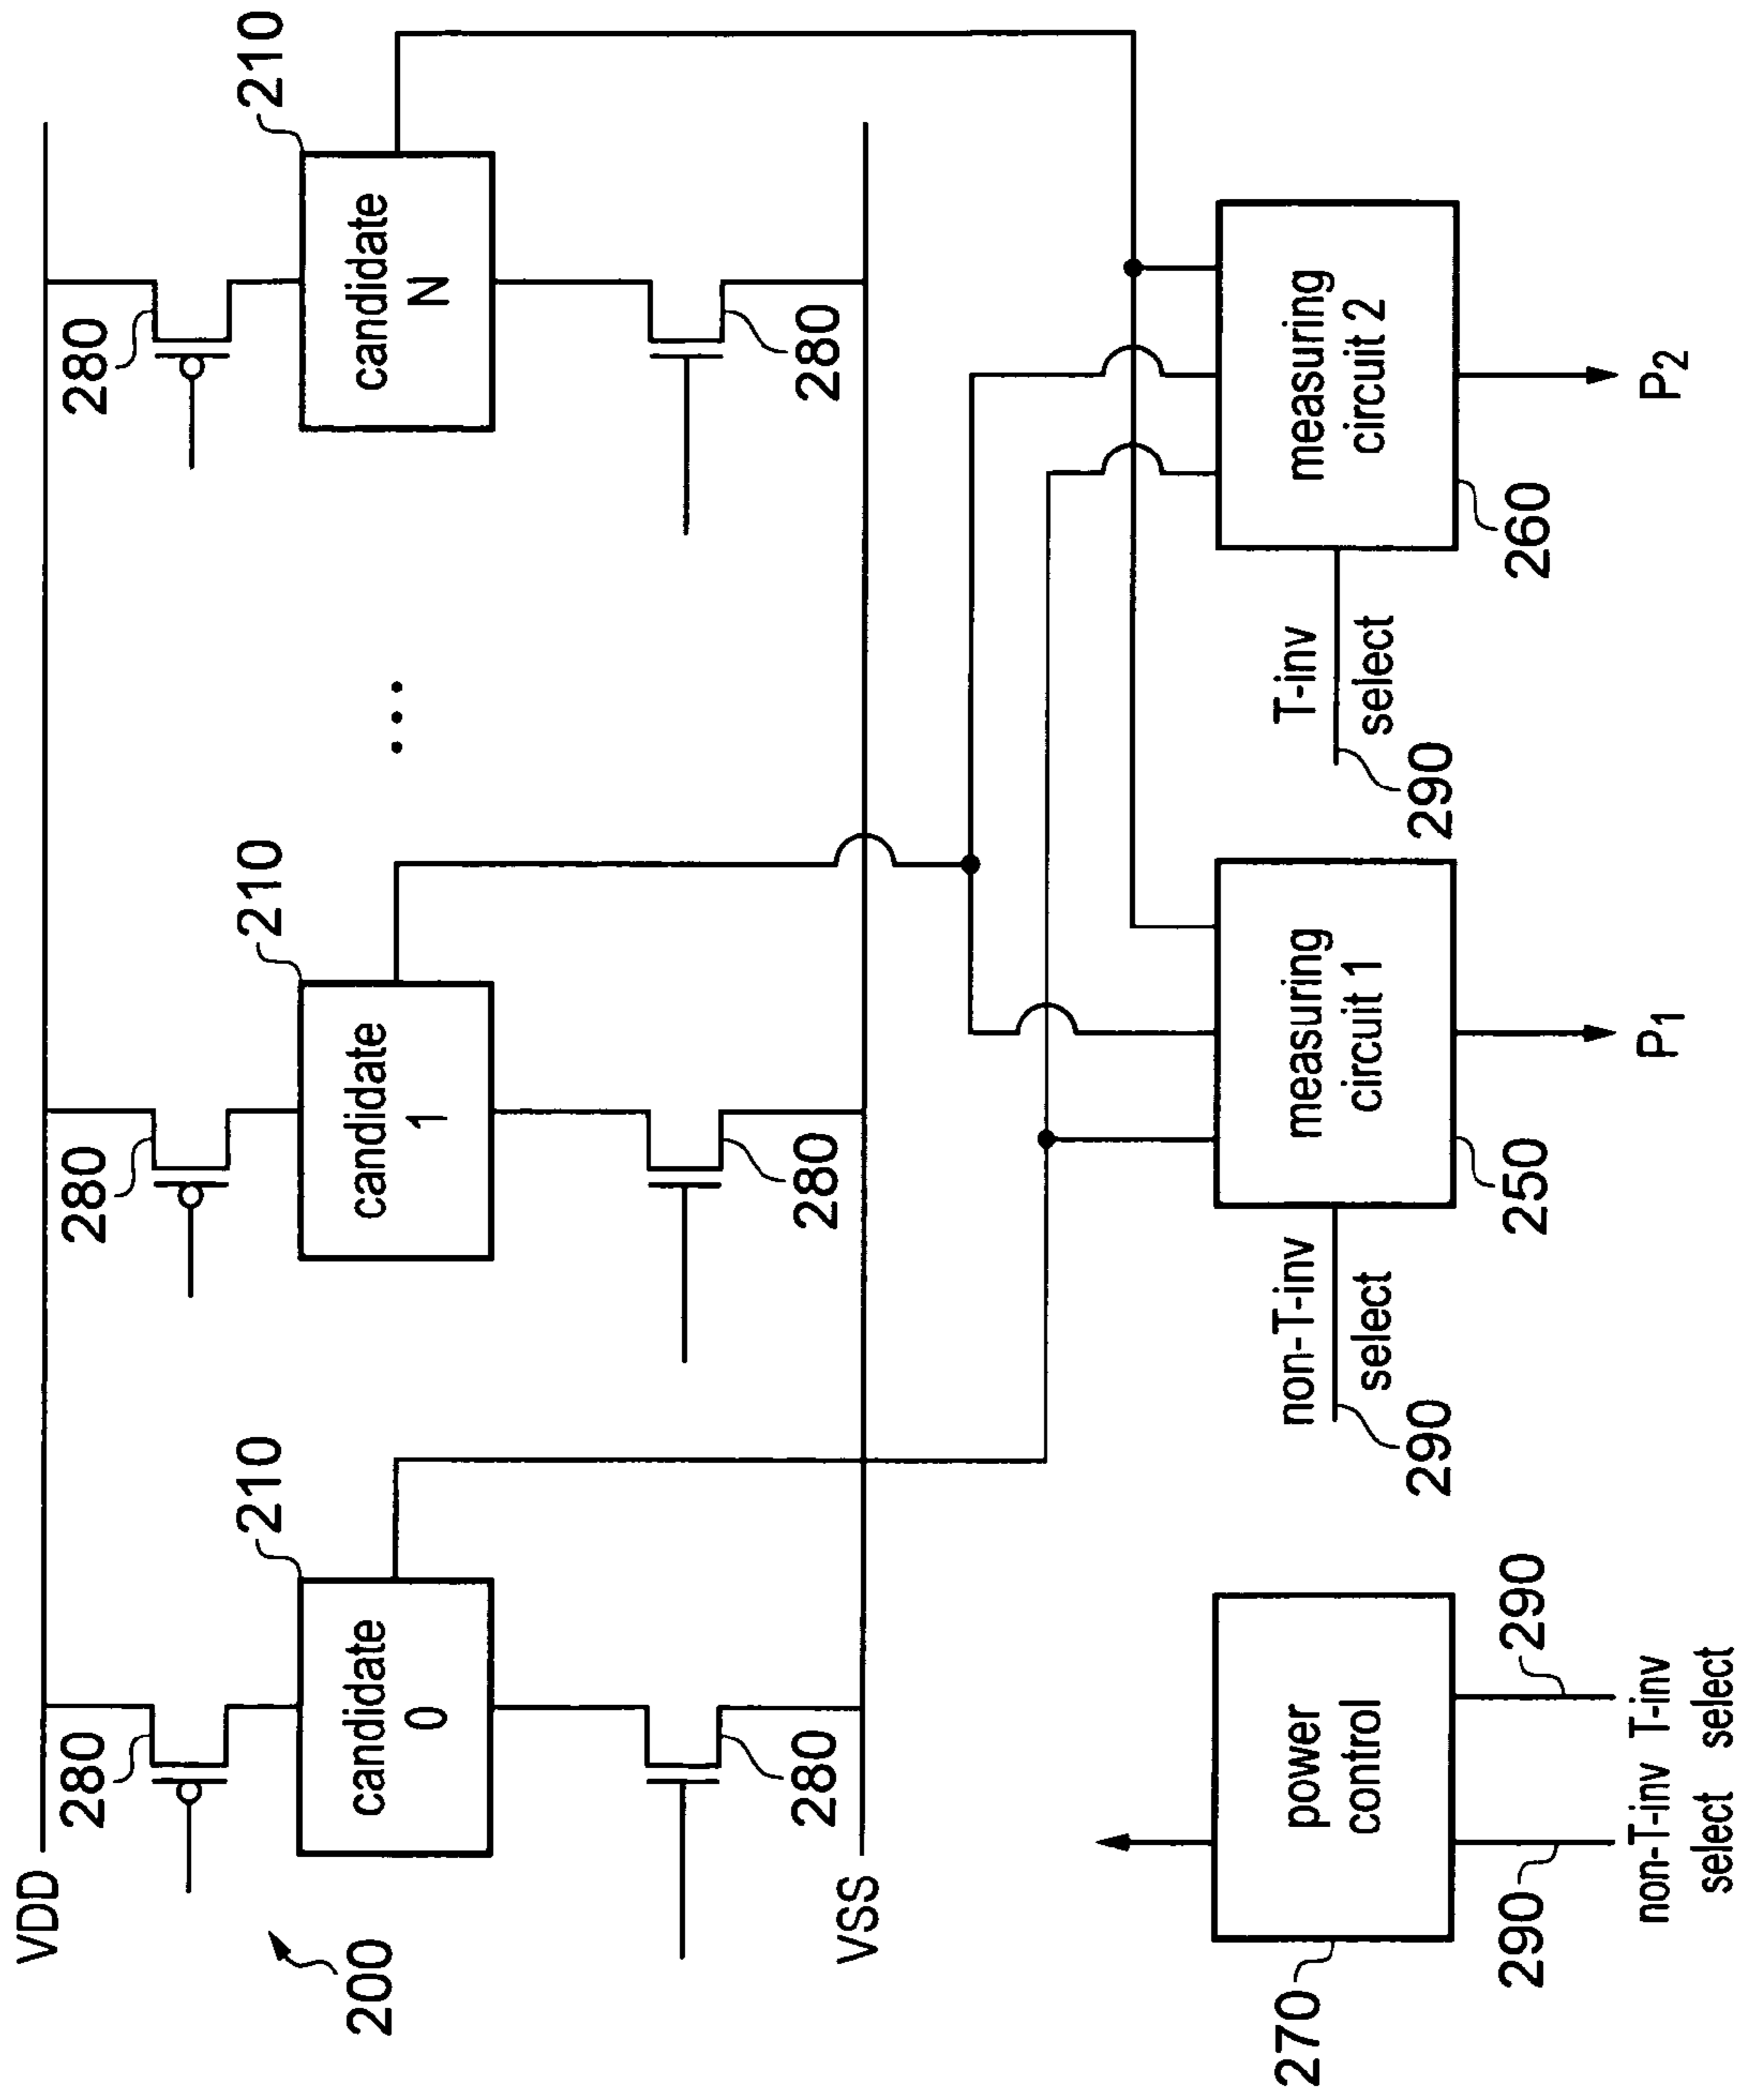 VDD
280
280
280
210
210
210
candidate
0
candidate
1
...
candidate
N
200
280
280
280
VSS
270
power
control
290
290
non-T-inv
select
T-inv
select
non-T-inv
select
290
measuring
circuit 1
250
P1
T-inv
select
290
measuring
circuit 2
260
P2